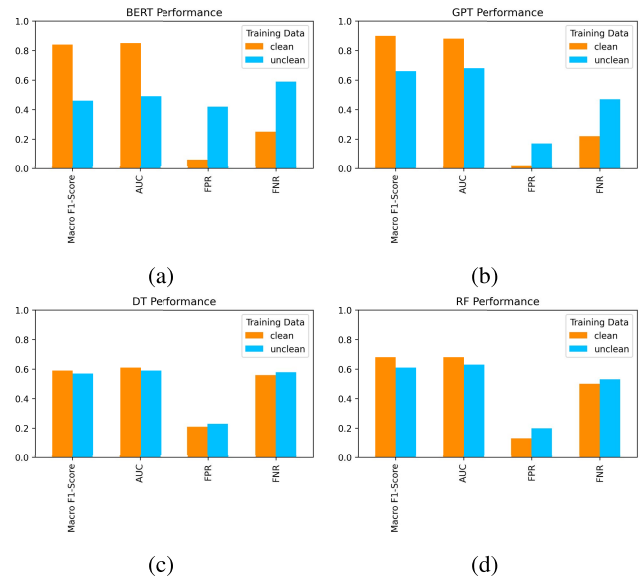 BERT Performance
1.0
0.8
0.6
0.4
0.2
0.0
Training Data
clean
unclean
Macro F1-Score
AUC
FPR
FNR
(a)
GPT Performance
1.0
0.8
0.6
0.4
0.2
0.0
Training Data
clean
unclean
Macro F1-Score
AUC
FPR
FNR
(b)
DT Performance
1.0
0.8
0.6
0.4
0.2
0.0
Training Data
clean
unclean
Macro F1-Score
AUC
FPR
FNR
(c)
RF Performance
1.0
0.8
0.6
0.4
0.2
0.0
Training Data
clean
unclean
Macro F1-Score
AUC
FPR
FNR
(d)